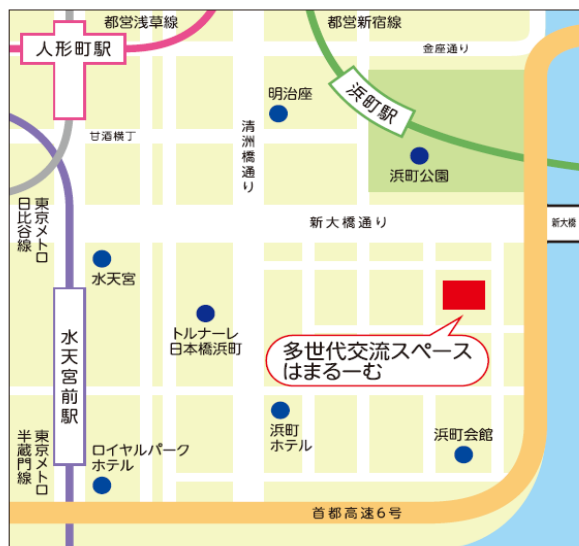 都営浅草線
都営新宿線
人形町駅
金座通り
明治座
浜町駅
甘酒横丁
清洲橋通り
浜町公園
東京メトロ
日比谷線
新大橋通り
新大橋
水天宮
トルナーレ
日本橋浜町
多世代交流スペース
はまるーむ
水天宮前駅
浜町
ホテル
浜町会館
東京メトロ
半蔵門線
ロイヤルパーク
ホテル
首都高速6号